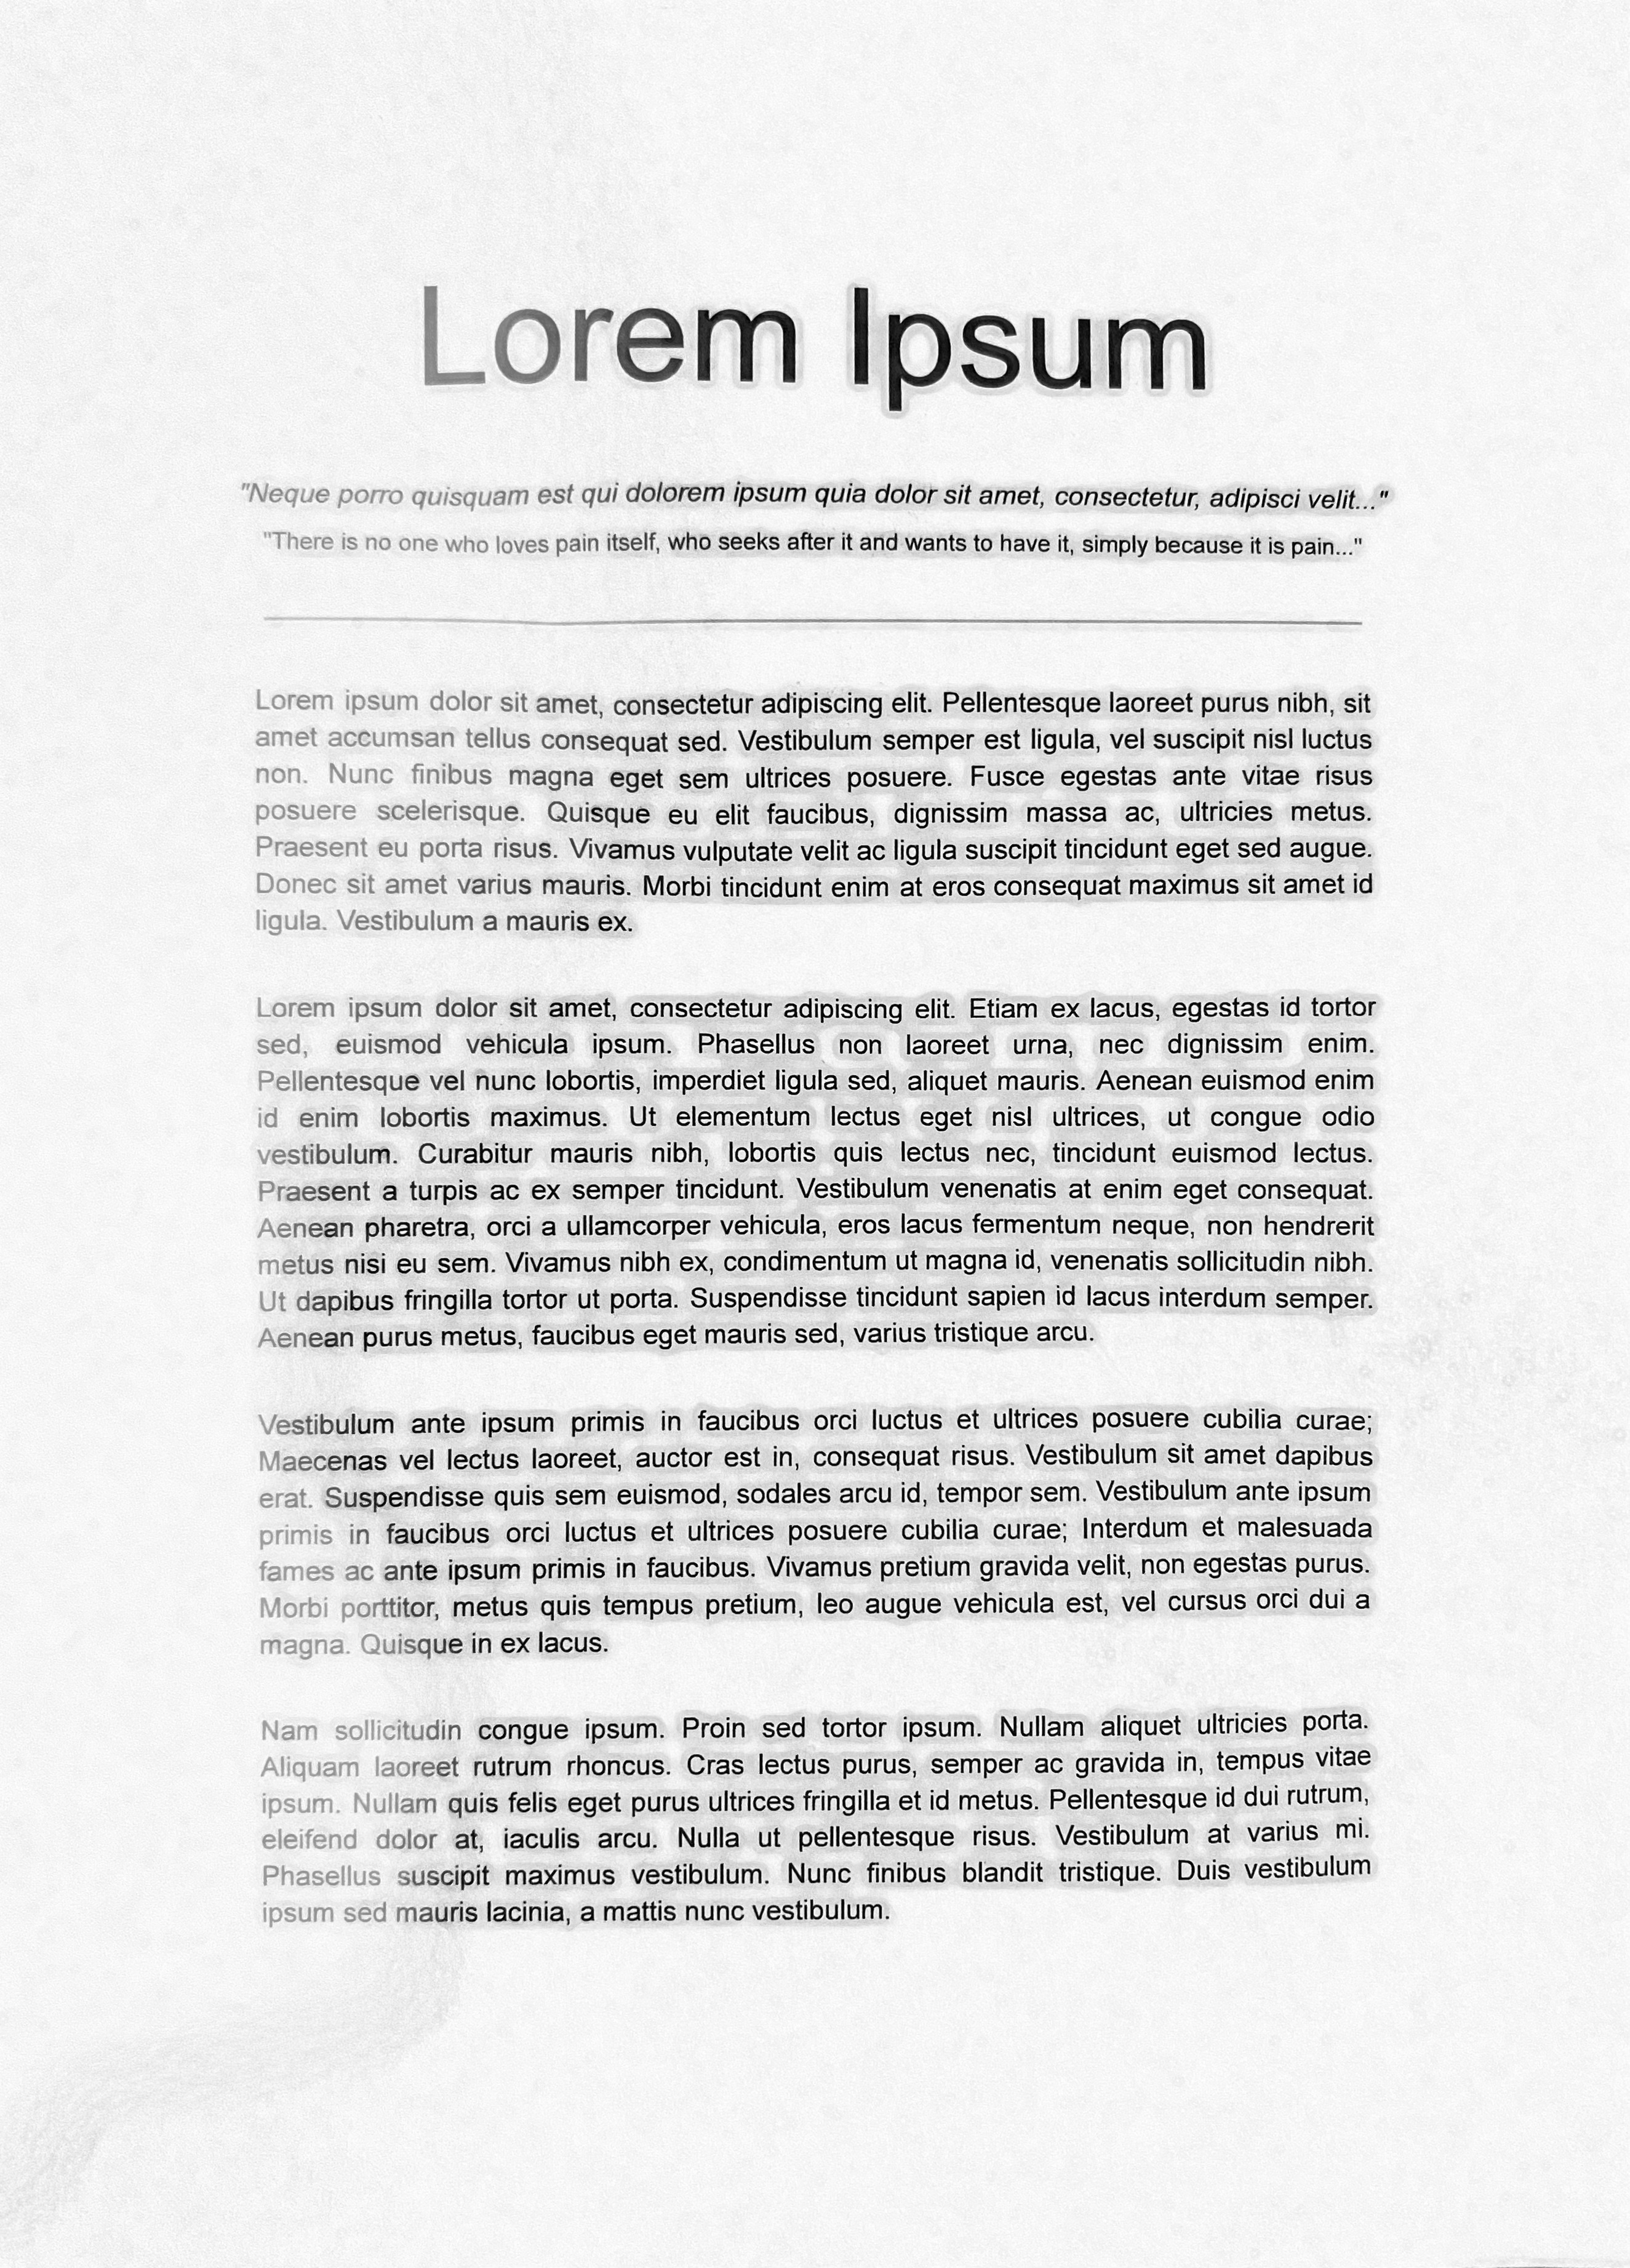 Lorem Ipsum
"Neque porro quisquam est qui dolorem ipsum quia dolor sit amet, consectetur, adipisci velit..."
"There is no one who loves pain itself, who seeks after it and wants to have it, simply because it is pain..."
Lorem ipsum dolor sit amet, consectetur adipiscing elit. Pellentesque laoreet purus nibh, sit
amet accumsan tellus consequat sed. Vestibulum semper est ligula, vel suscipit nisl luctus
non. Nunc finibus magna eget sem ultrices posuere. Fusce egestas ante vitae risus
posuere scelerisque. Quisque eu elit faucibus, dignissim massa ac, ultricies metus.
Praesent eu porta risus. Vivamus vulputate velit ac ligula suscipit tincidunt eget sed augue.
Donec sit amet varius mauris. Morbi tincidunt enim at eros consequat maximus sit amet id
ligula. Vestibulum a mauris ex.
Lorem ipsum dolor sit amet, consectetur adipiscing elit. Etiam ex lacus, egestas id tortor
sed, euismod vehicula ipsum. Phasellus non laoreet urna, nec dignissim enim.
Pellentesque vel nunc lobortis, imperdiet ligula sed, aliquet mauris. Aenean euismod enim
id enim lobortis maximus. Ut elementum lectus eget nisl ultrices, ut congue odio
vestibulum. Curabitur mauris nibh, lobortis quis lectus nec, tincidunt euismod lectus.
Praesent a turpis ac ex semper tincidunt. Vestibulum venenatis at enim eget consequat.
Aenean pharetra, orci a ullamcorper vehicula, eros lacus fermentum neque, non hendrerit
metus nisi eu sem. Vivamus nibh ex, condimentum ut magna id, venenatis sollicitudin nibh.
Ut dapibus fringilla tortor ut porta. Suspendisse tincidunt sapien id lacus interdum semper.
Aenean purus metus, faucibus eget mauris sed, varius tristique arcu.
Vestibulum ante ipsum primis in faucibus orci luctus et ultrices posuere cubilia curae;
Maecenas vel lectus laoreet, auctor est in, consequat risus. Vestibulum sit amet dapibus
erat. Suspendisse quis sem euismod, sodales arcu id, tempor sem. Vestibulum ante ipsum
primis in faucibus orci luctus et ultrices posuere cubilia curae; Interdum et malesuada
fames ac ante ipsum primis in faucibus. Vivamus pretium gravida velit, non egestas purus.
Morbi porttitor, metus quis tempus pretium, leo augue vehicula est, vel cursus orci dui a
magna. Quisque in ex lacus.
Nam sollicitudin congue ipsum. Proin sed tortor ipsum. Nullam aliquet ultricies porta.
Aliquam laoreet rutrum rhoncus. Cras lectus purus, semper ac gravida in, tempus vitae
ipsum. Nullam quis felis eget purus ultrices fringilla et id metus. Pellentesque id dui rutrum,
eleifend dolor at, iaculis arcu. Nulla ut pellentesque risus. Vestibulum at varius mi.
Phasellus suscipit maximus vestibulum. Nunc finibus blandit tristique. Duis vestibulum
ipsum sed mauris lacinia, a mattis nunc vestibulum.